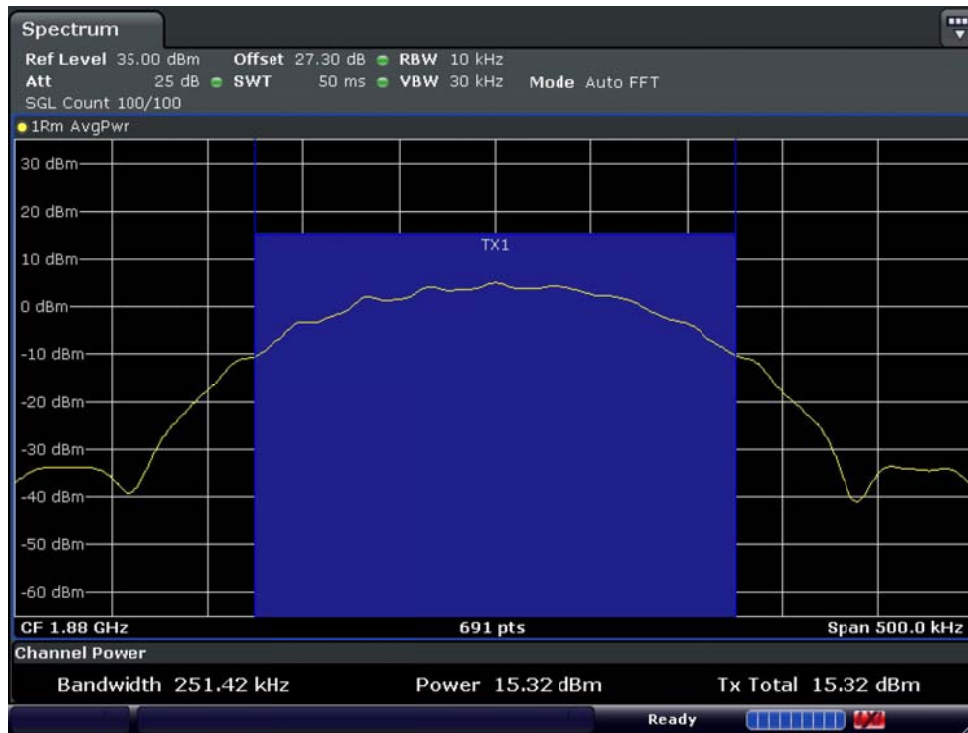 Spectrum
Ref Level 35.00 dBm Offset 27.30 dB RBW 10 kHz
Att 25 dB SWT 50 ms VBW 30 kHz Mode Auto FFT
SGL Count 100/100
1Rm AvgPwr
30 dBm
20 dBm
TX1
10 dBm
0 dBm
-10 dBm
-20 dBm
-30 dBm
-40 dBm
-50 dBm
-60 dBm
CF 1.88 GHz 691 pts Span 500.0 kHz
Channel Power
Bandwidth 251.42 kHz Power 15.32 dBm Tx Total 15.32 dBm
Ready